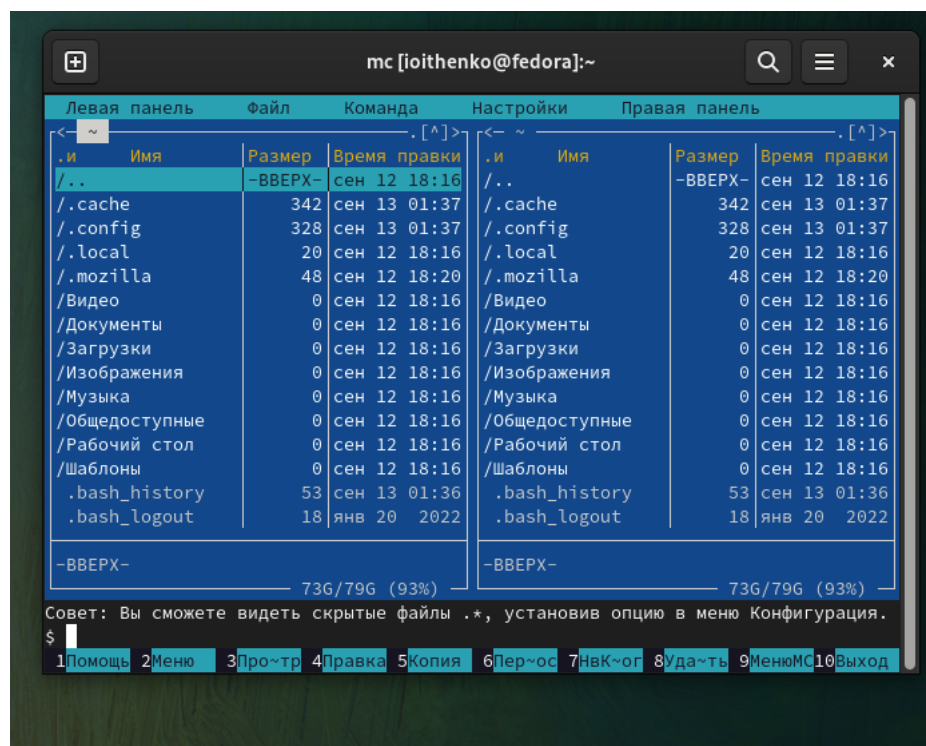 mc [ioithenko@fedora]:~
Левая панель Файл Команда Настройки Правая панель
<— ~ .[^]> <— ~ .[^]>
.и Имя Размер Время правки .и Имя Размер Время правки
/.. -ВВЕРХ- сен 12 18:16 /.. -ВВЕРХ- сен 12 18:16
/.cache 342 сен 13 01:37 /.cache 342 сен 13 01:37
/.config 328 сен 13 01:37 /.config 328 сен 13 01:37
/.local 20 сен 12 18:16 /.local 20 сен 12 18:16
/.mozilla 48 сен 12 18:20 /.mozilla 48 сен 12 18:20
/Видео 0 сен 12 18:16 /Видео 0 сен 12 18:16
/Документы 0 сен 12 18:16 /Документы 0 сен 12 18:16
/Загрузки 0 сен 12 18:16 /Загрузки 0 сен 12 18:16
/Изображения 0 сен 12 18:16 /Изображения 0 сен 12 18:16
/Музыка 0 сен 12 18:16 /Музыка 0 сен 12 18:16
/Общедоступные 0 сен 12 18:16 /Общедоступные 0 сен 12 18:16
/Рабочий стол 0 сен 12 18:16 /Рабочий стол 0 сен 12 18:16
/Шаблоны 0 сен 12 18:16 /Шаблоны 0 сен 12 18:16
.bash_history 53 сен 13 01:36 .bash_history 53 сен 13 01:36
.bash_logout 18 янв 20 2022 .bash_logout 18 янв 20 2022
-ВВЕРХ- -ВВЕРХ-
73G/79G (93%) 73G/79G (93%)
Совет: Вы сможете видеть скрытые файлы .*, установив опцию в меню Конфигурация.
$
1Помощь 2Меню 3Про~тр 4Правка 5Копия 6Пер~ос 7НвК~ог 8Уда~ть 9МенюМС 10Выход